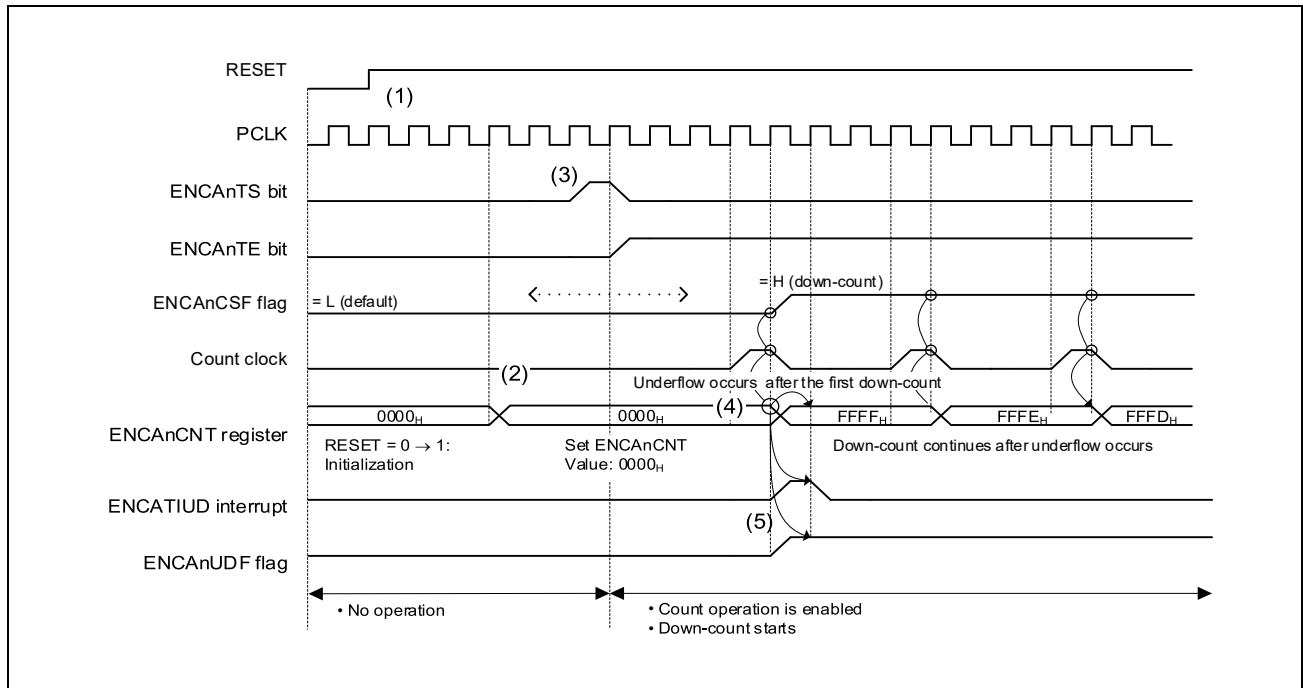 RESET
(1)
PCLK
(3)
ENCAnTS bit
ENCAnTE bit
= H (down-count)
ENCAnCSF flag
= L (default)
Count clock
(2)
Underflow occurs after the first down-count
(4)
0000H
0000H
FFFFH
FFFEH
FFFDH
ENCAnCNT register
RESET = 0 → 1:
Initialization
Set ENCAnCNT
Value: 0000H
Down-count continues after underflow occurs
ENCATIUD interrupt
(5)
ENCAnUDF flag
• No operation
• Count operation is enabled
• Down-count starts